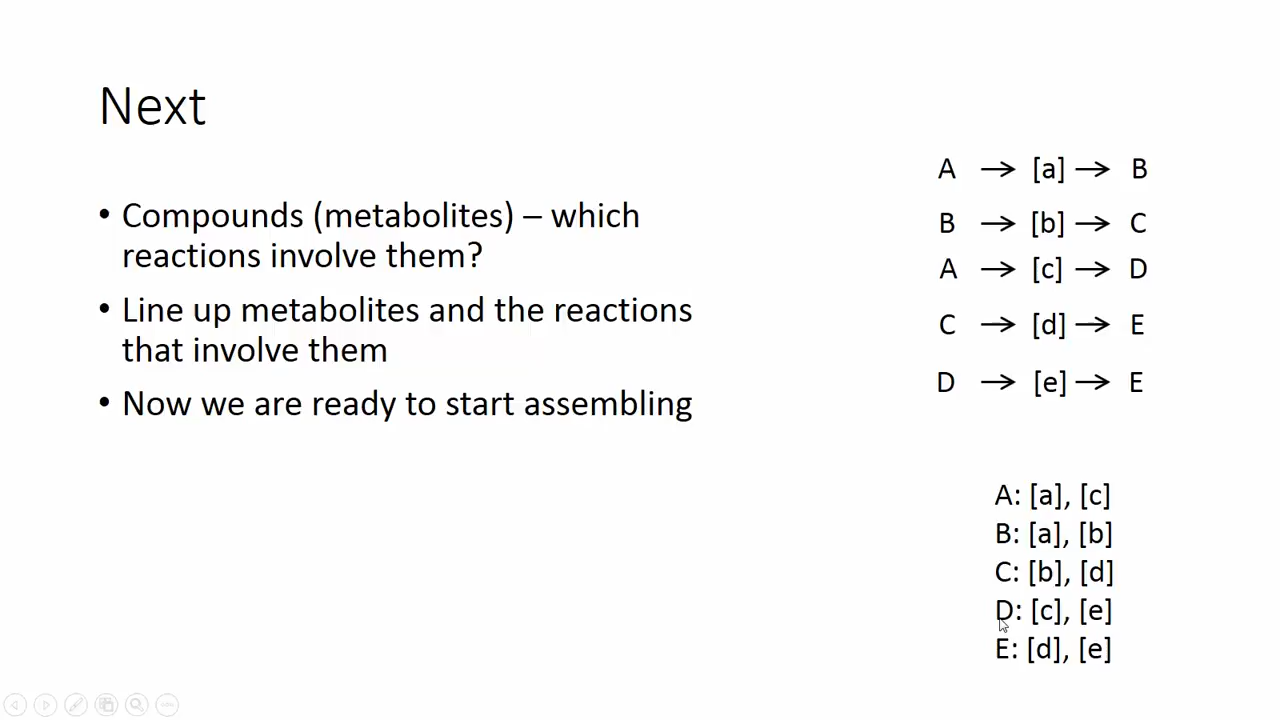 Next
• Compounds (metabolites) – which
reactions involve them?
• Line up metabolites and the reactions
that involve them
• Now we are ready to start assembling
A → [a] → B
B → [b] → C
A → [c] → D
C → [d] → E
D → [e] → E
A: [a], [c]
B: [a], [b]
C: [b], [d]
D: [c], [e]
E: [d], [e]